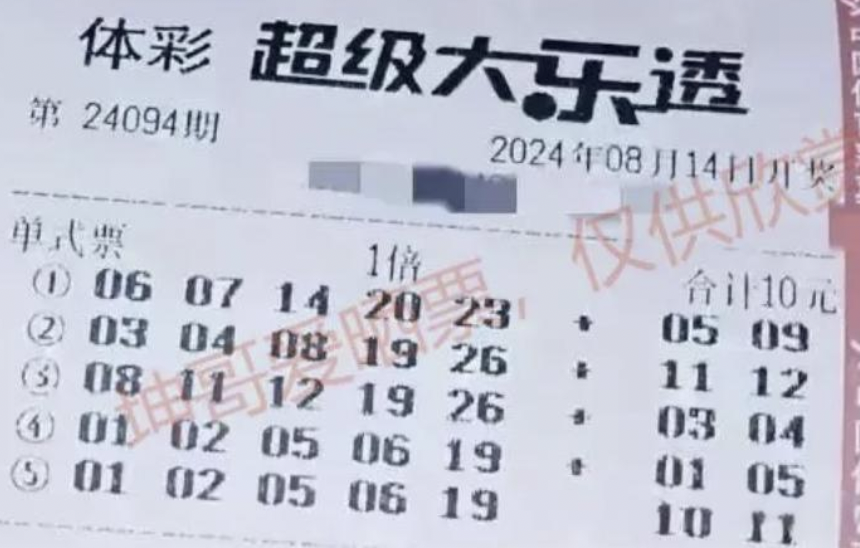 体彩 超级大乐透
第 24094期
2024年08月14日开奖
单式票 1倍 合计10元
① 06 07 14 20 23 + 05 09
② 03 04 08 19 26 + 11 12
③ 08 11 12 19 26 + 03 04
④ 01 02 05 06 19 + 01 05
⑤ 01 02 05 06 19 10 11
坤哥爱晒票，仅供欣赏